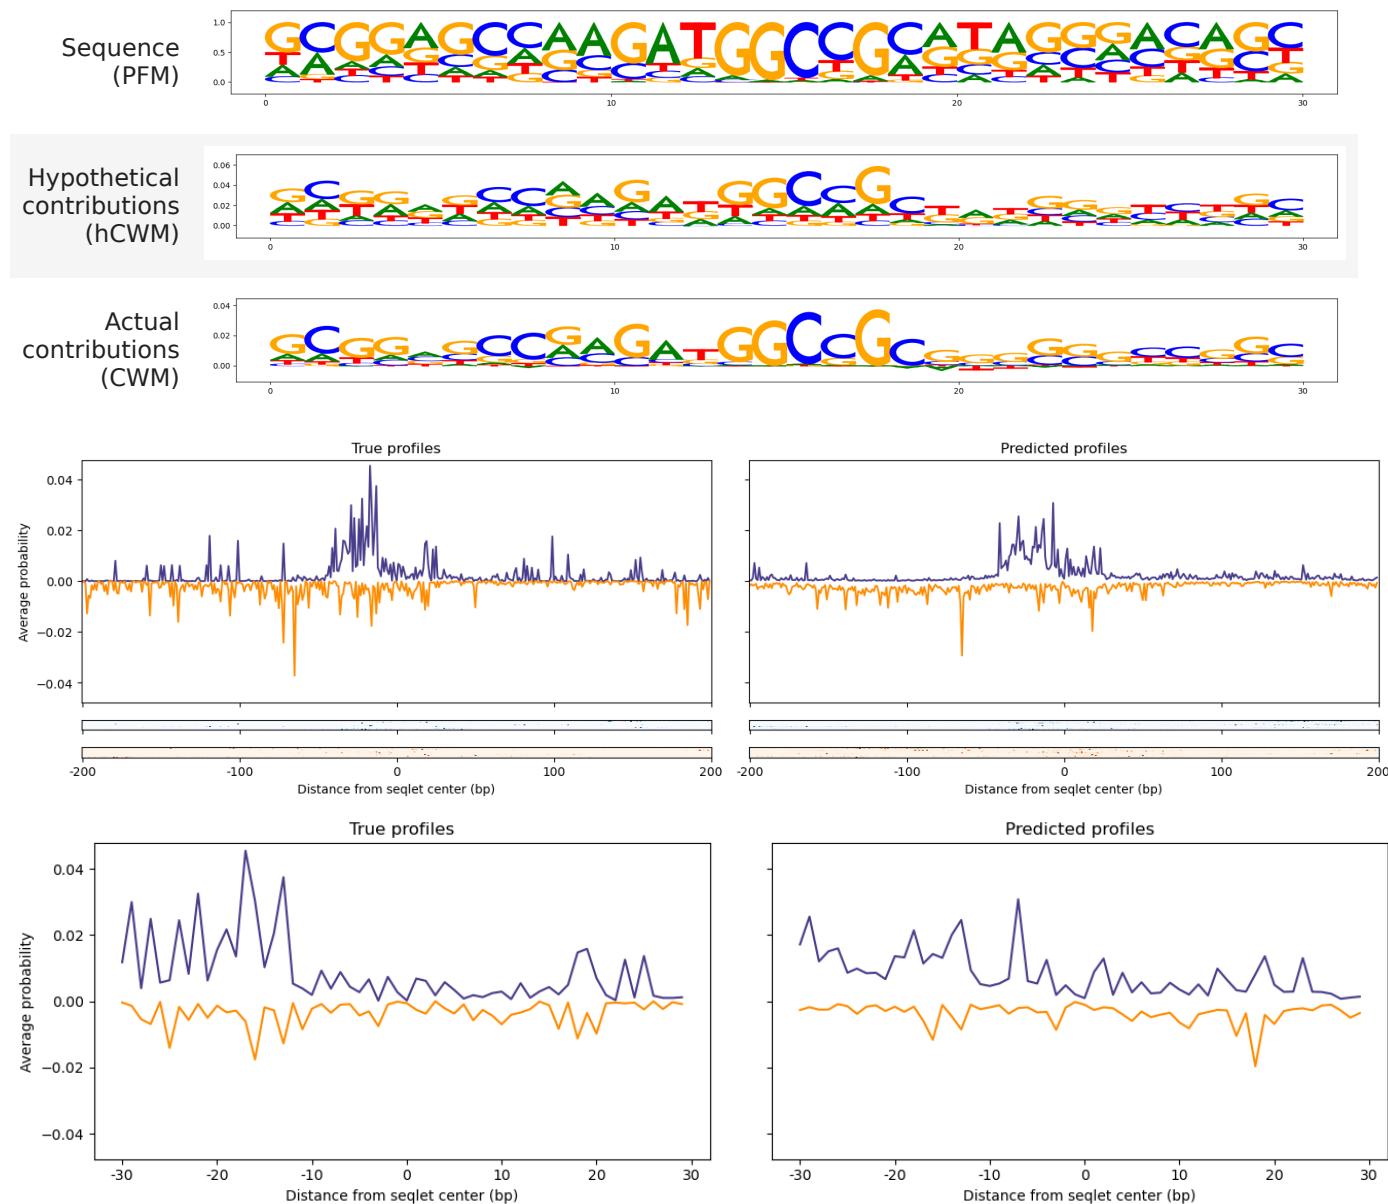 Sequence
(PFM)
1.0
0.5
0.0
GCGGAGCCAAGATGGCCGCATAGGGACAGC
0
10
20
30
Hypothetical
contributions
(hCWM)
0.06
0.04
0.02
0.00
0
10
20
30
Actual
contributions
(CWM)
0.04
0.02
0.00
0
10
20
30
True profiles
Predicted profiles
Average probability
0.04
0.02
0.00
−0.02
−0.04
-200
-100
0
100
200
Distance from seqlet center (bp)
-200
-100
0
100
200
Distance from seqlet center (bp)
True profiles
Predicted profiles
Average probability
0.04
0.02
0.00
−0.02
−0.04
-30
-20
-10
0
10
20
30
Distance from seqlet center (bp)
-30
-20
-10
0
10
20
30
Distance from seqlet center (bp)